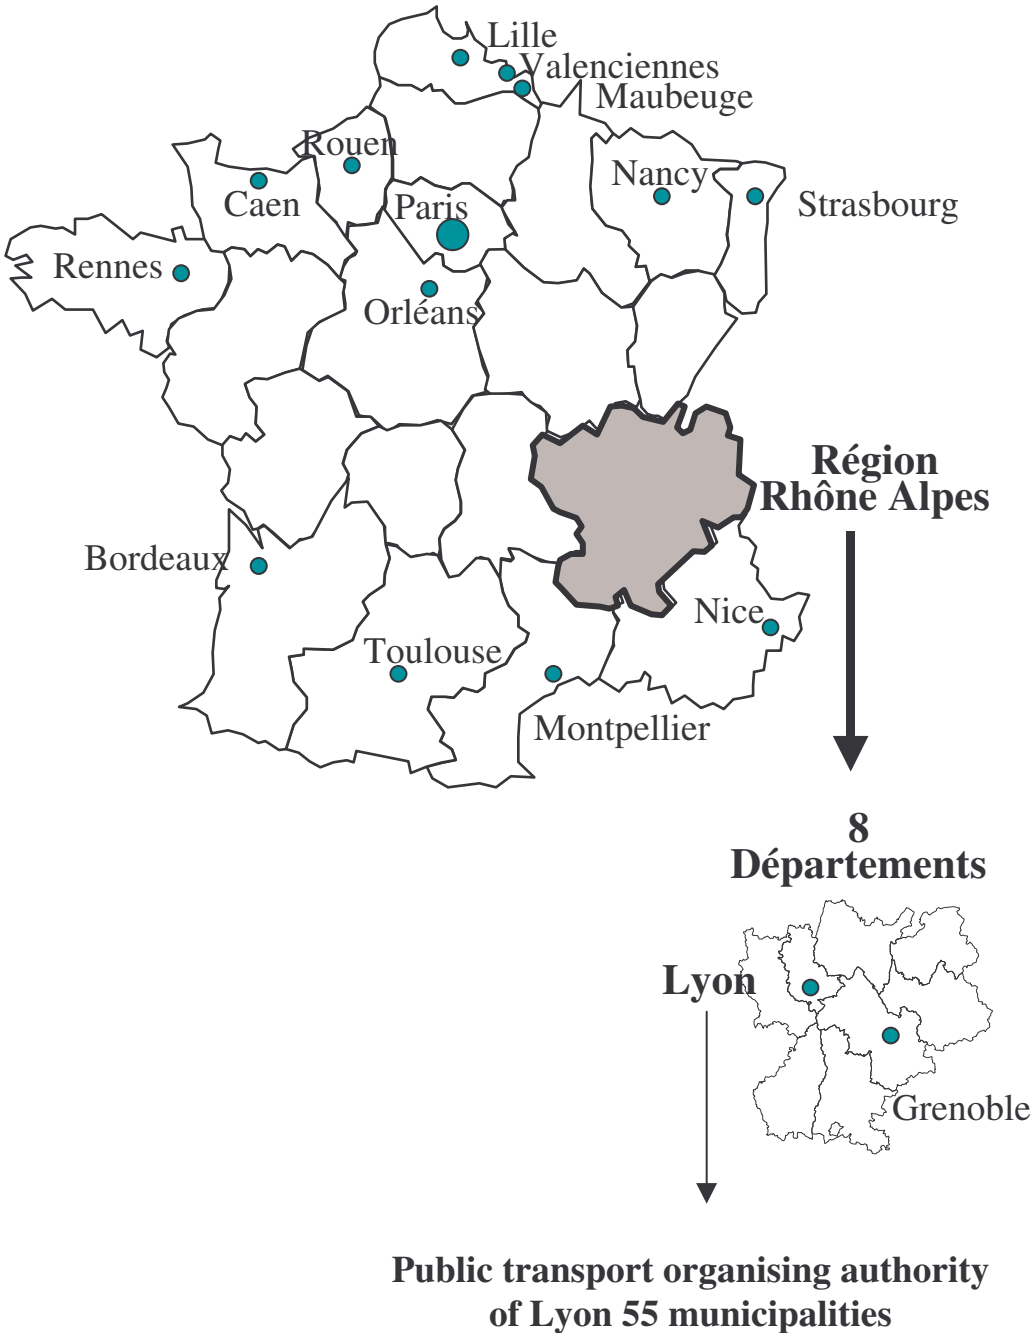 Lille
Valenciennes
Maubeuge
Rouen
Nancy
Caen
Paris
Strasbourg
Rennes
Orléans
Région
Rhône Alpes
Bordeaux
Nice
Toulouse
Montpellier
8
Départements
Lyon
Grenoble
Public transport organising authority
of Lyon 55 municipalities